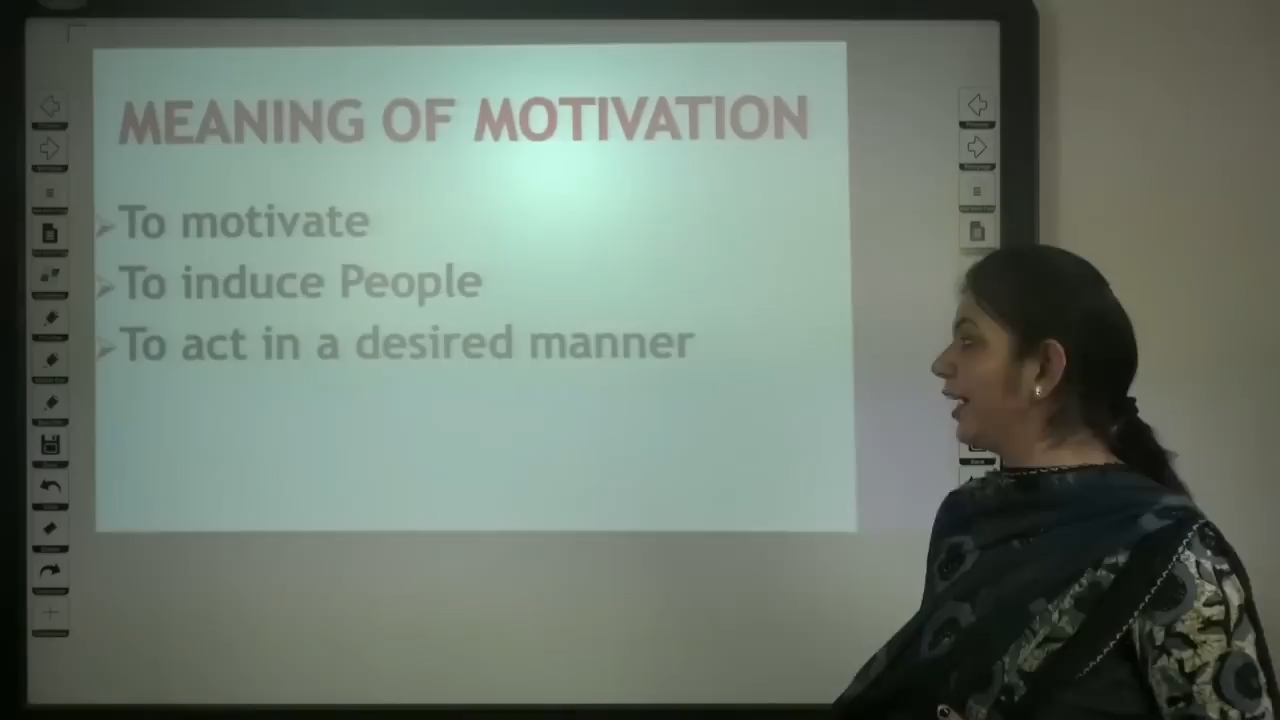 MEANING OF MOTIVATION
To motivate
To induce People
To act in a desired manner